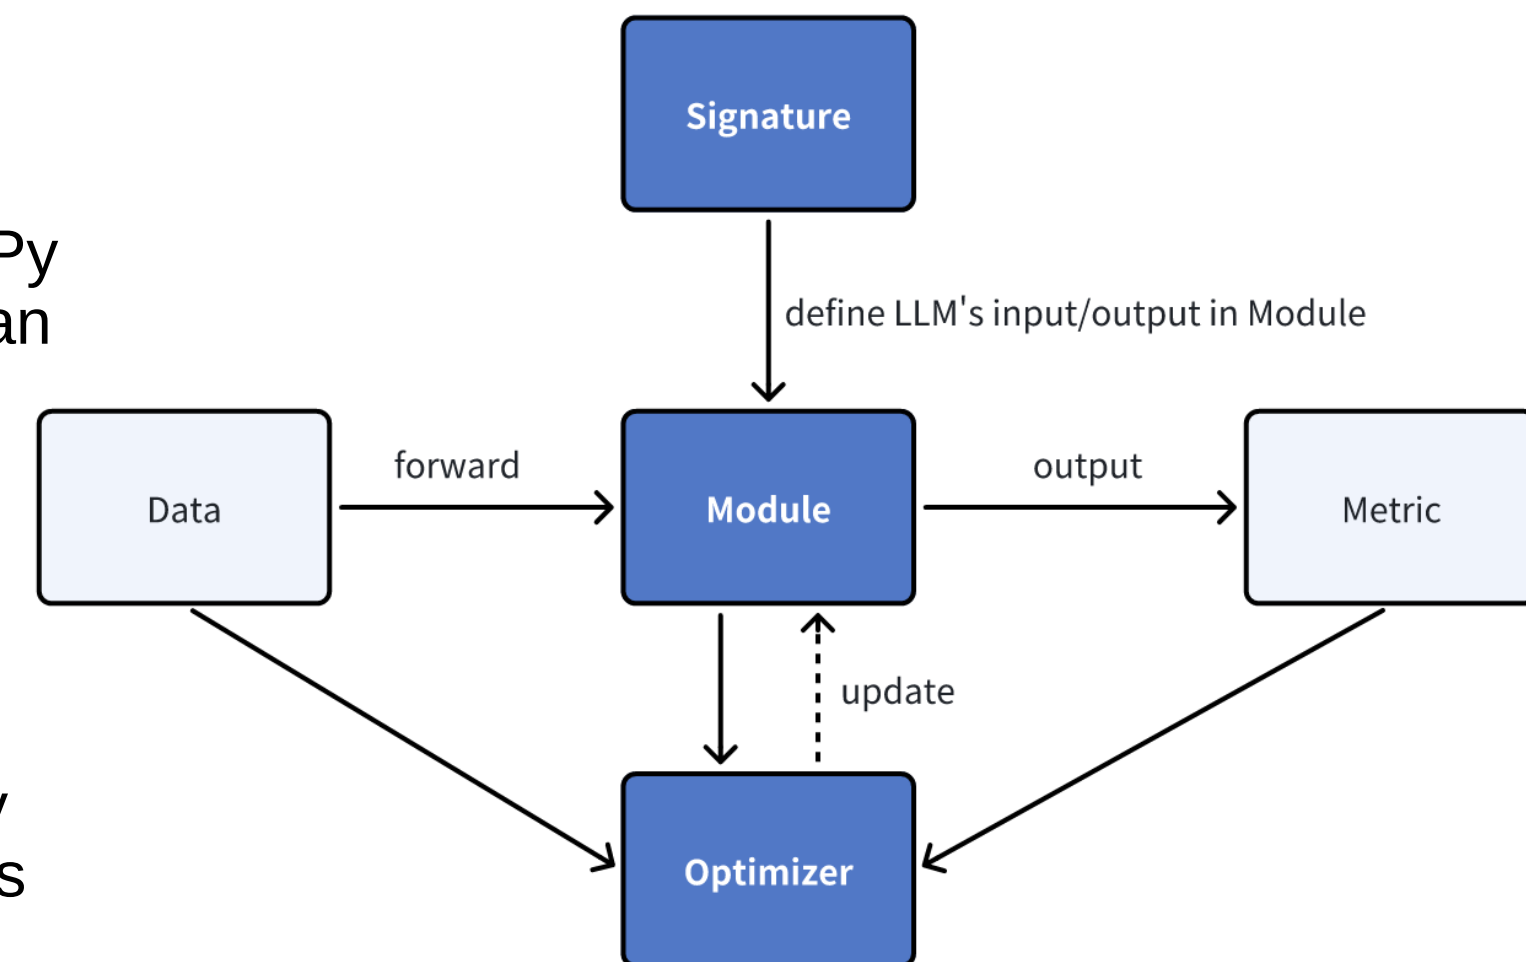 Signature
Py
an
define LLM's input/output in Module
forward
output
Data
Module
Metric
update
y
s
Optimizer